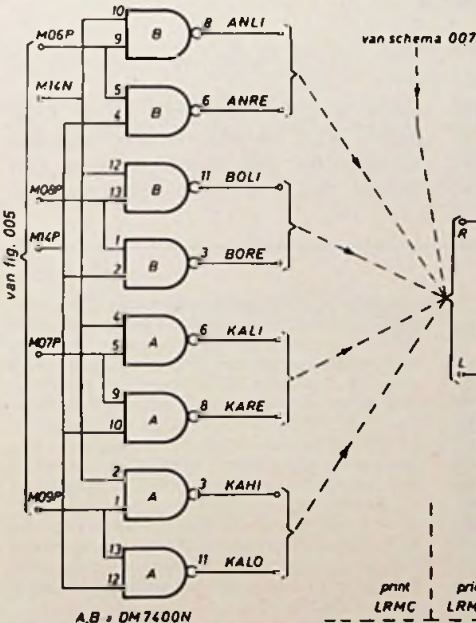 M06P
10
9
B
8 ANLI
M14N
5
4
B
6 ANRE
van schema 007
12
13
B
11 BOLI
M08P
M14P
1
2
B
3 BORE
van fig. 005
4
5
A
6 KALI
M07P
9
10
A
8 KARE
2
1
A
3 KAHI
M09P
13
12
A
11 KALO
R
L
print
LRMC
LRM
A,B = DM7400N